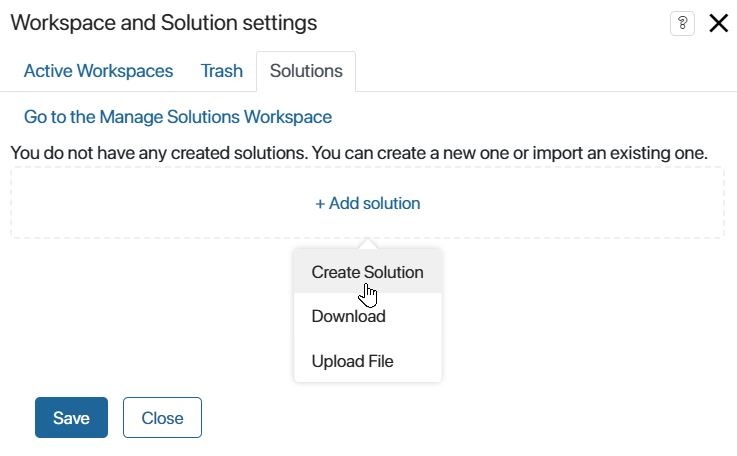 Workspace and Solution settings
?
Active Workspaces Trash Solutions
Go to the Manage Solutions Workspace
You do not have any created solutions. You can create a new one or import an existing one.
+ Add solution
Create Solution
Download
Upload File
Save Close